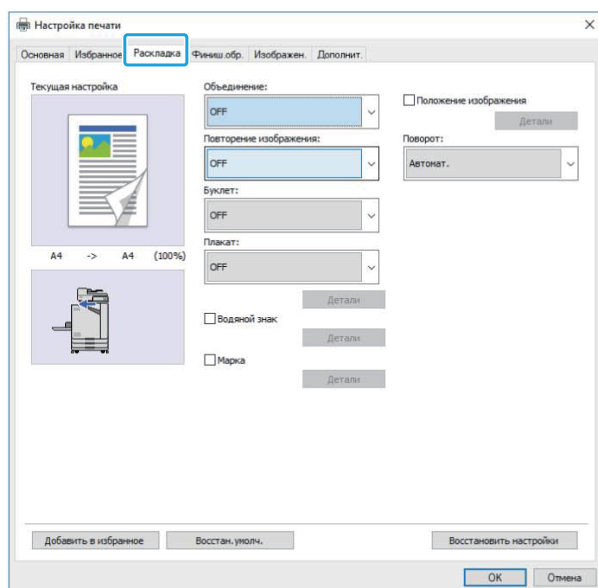 Настройка печати
Основная Избранное Раскладка Финиш.обр. Изображен. Дополнит.
Текущая настройка
A4 -> A4 (100%)
Объединение:
OFF
Повторение изображения:
OFF
Буклет:
OFF
Плакат:
OFF
Детали
Водяной знак
Детали
Марка
Детали
Положение изображения
Детали
Поворот:
Автомат.
Добавить в избранное Восстан.умолч. Восстановить настройки
OK Отмена